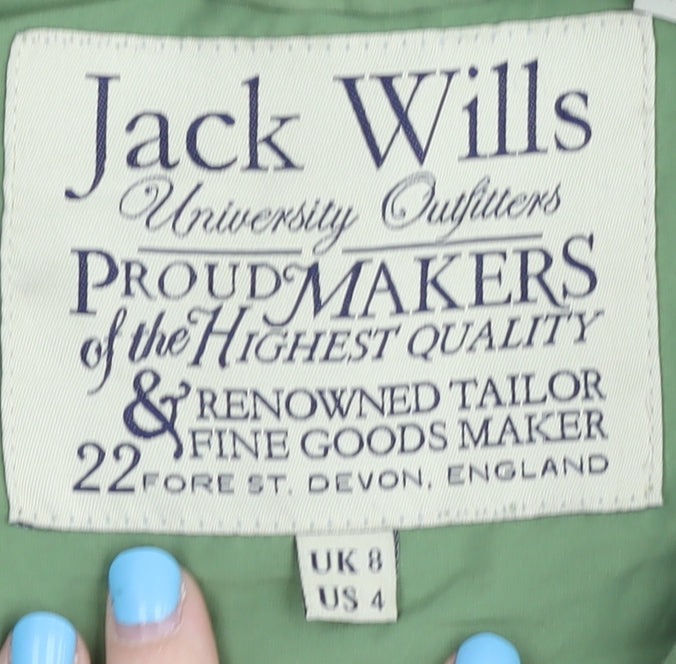 Jack Wills
University Outfitters
PROUD MAKERS
of the HIGHEST QUALITY
& RENOWNED TAILOR
FINE GOODS MAKER
22 FORE ST. DEVON, ENGLAND
UK 8
US 4